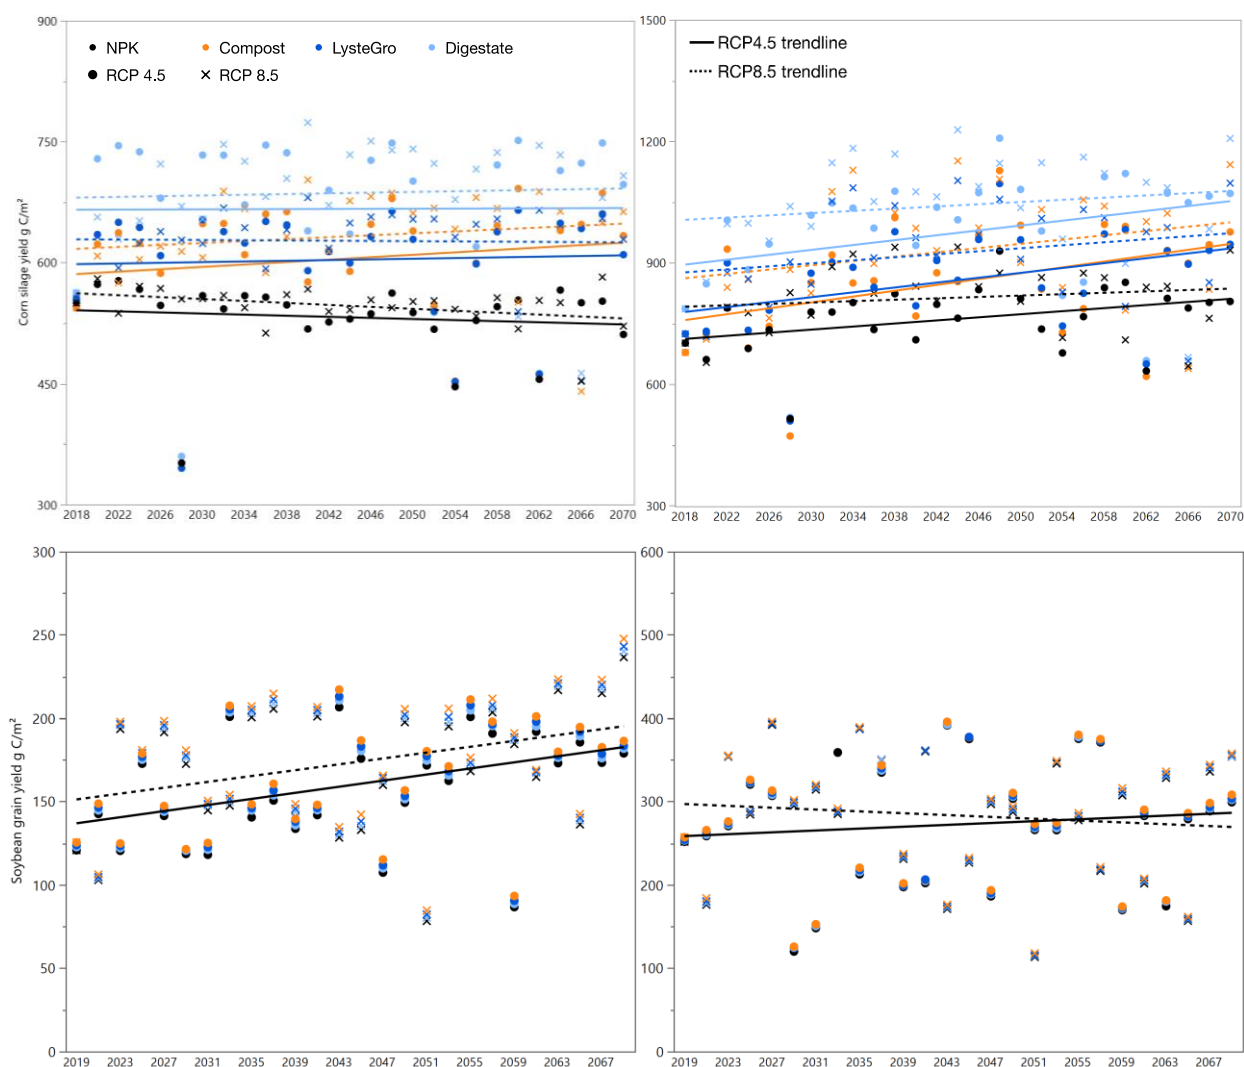 900
750
600
450
300
Corn silage yield g C/m²
NPK Compost LysteGro Digestate
RCP 4.5 RCP 8.5
2018 2022 2026 2030 2034 2038 2042 2046 2050 2054 2058 2062 2066 2070
1500
1200
900
600
300
RCP4.5 trendline
RCP8.5 trendline
2018 2022 2026 2030 2034 2038 2042 2046 2050 2054 2058 2062 2066 2070
300
250
200
150
100
50
0
Soybean grain yield g C/m²
2019 2023 2027 2031 2035 2039 2043 2047 2051 2055 2059 2063 2067
600
500
400
300
200
100
0
2019 2023 2027 2031 2035 2039 2043 2047 2051 2055 2059 2063 2067